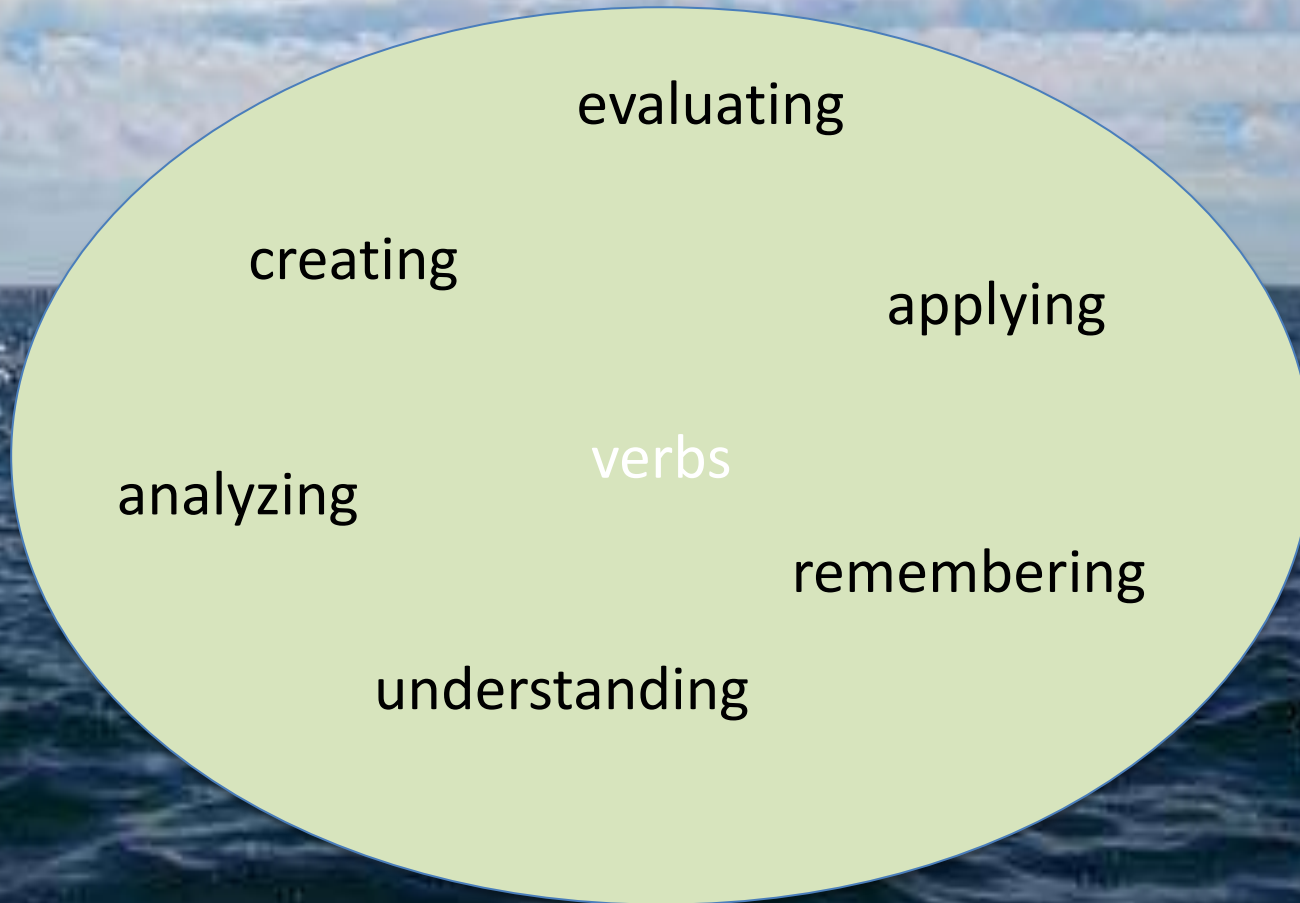 evaluating
creating
applying
verbs
analyzing
remembering
understanding